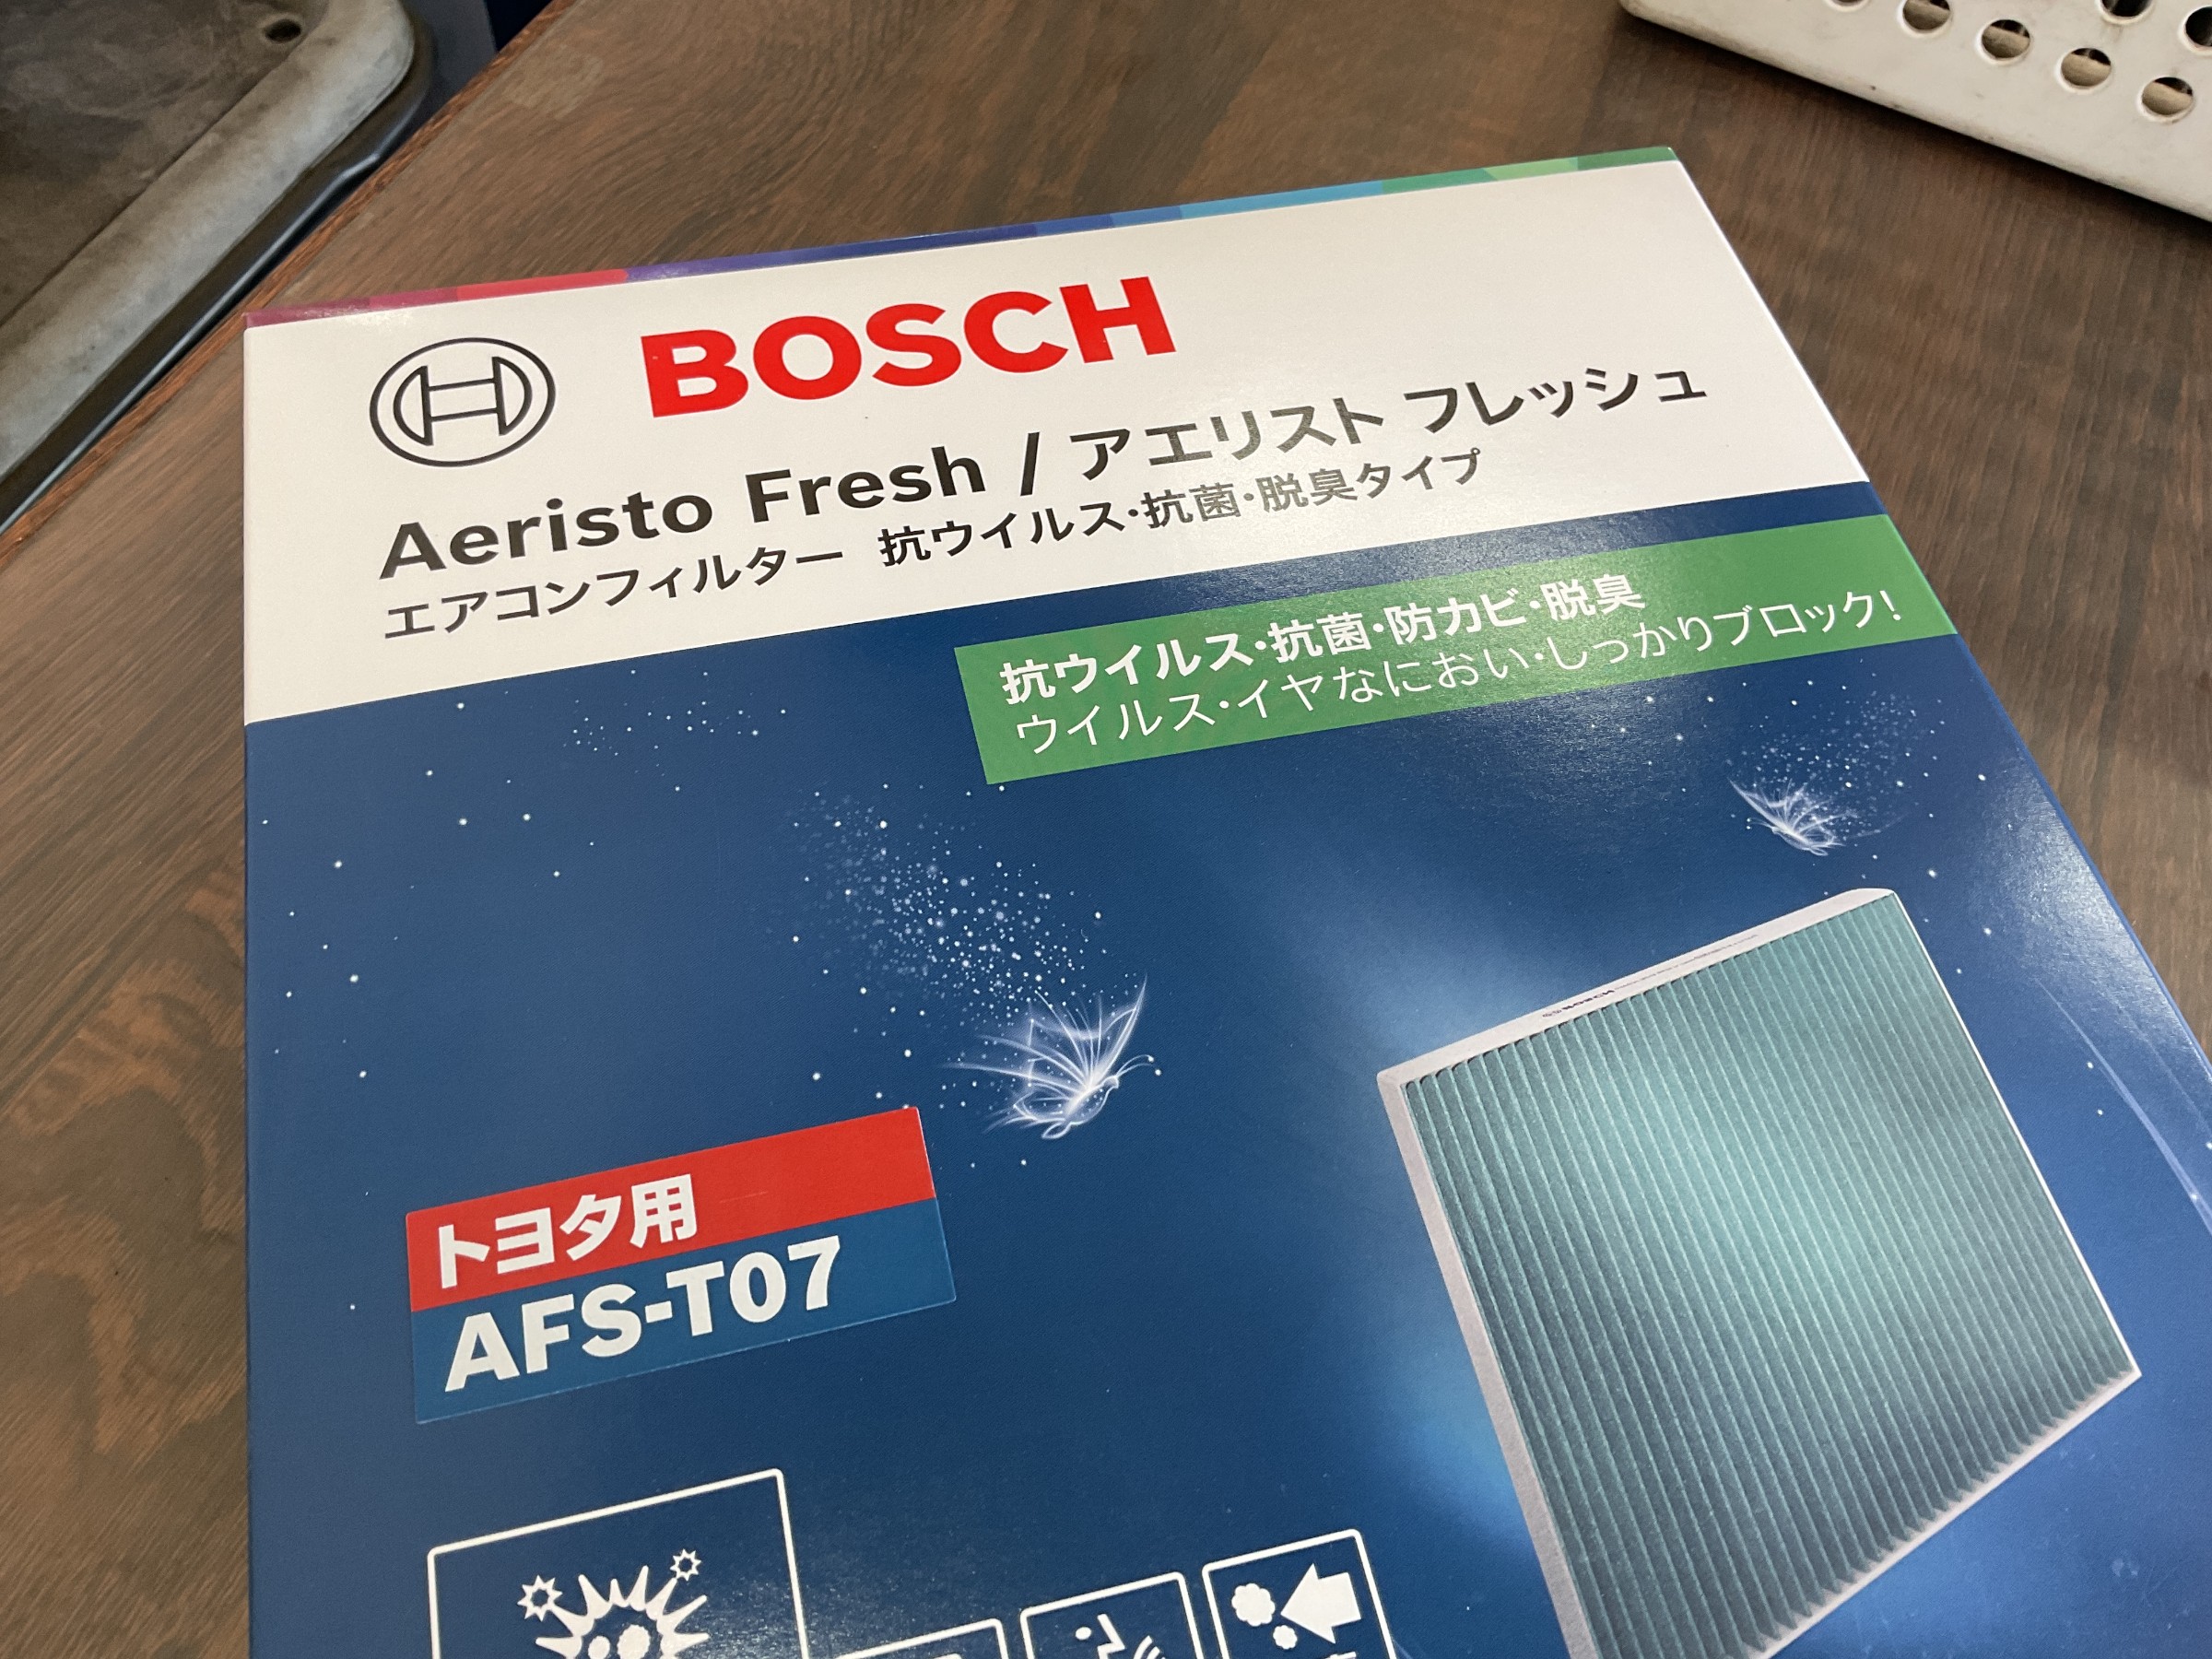 BOSCH
Aeristo Fresh / アエリスト フレッシュ
エアコンフィルター 抗ウイルス・抗菌・脱臭タイプ
抗ウイルス・抗菌・防カビ・脱臭
ウイルス・イヤなにおい・しっかりブロック!
BOSCH
トヨタ用
AFS-T07